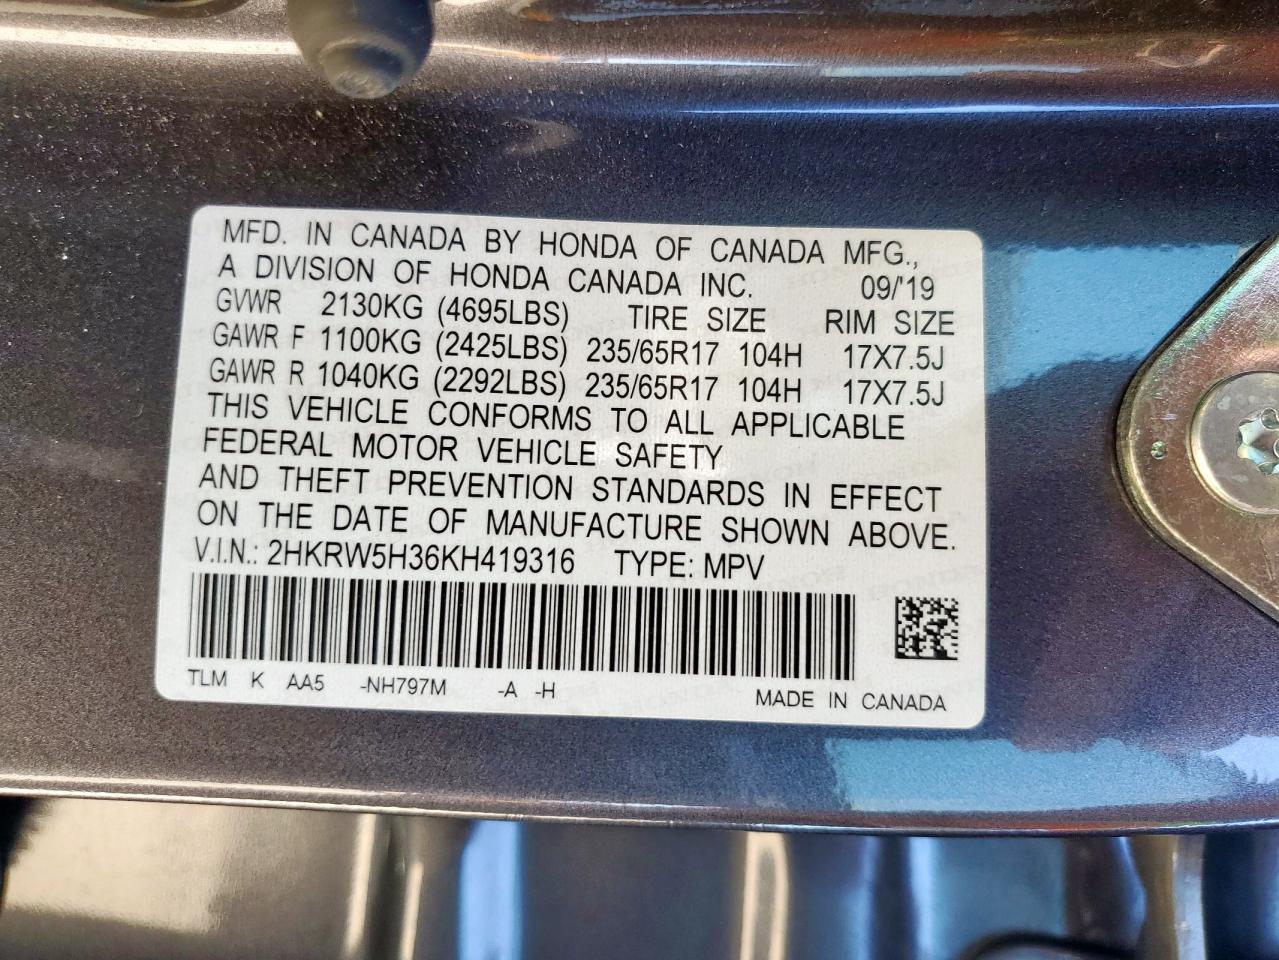 MFD. IN CANADA BY HONDA OF CANADA MFG.,
A DIVISION OF HONDA CANADA INC. 09/'19
GVWR 2130KG (4695LBS) TIRE SIZE RIM SIZE
GAWR F 1100KG (2425LBS) 235/65R17 104H 17X7.5J
GAWR R 1040KG (2292LBS) 235/65R17 104H 17X7.5J
THIS VEHICLE CONFORMS TO ALL APPLICABLE
FEDERAL MOTOR VEHICLE SAFETY
AND THEFT PREVENTION STANDARDS IN EFFECT
ON THE DATE OF MANUFACTURE SHOWN ABOVE.
V.I.N.: 2HKRW5H36KH419316 TYPE: MPV
TLM K AA5 -NH797M -A -H MADE IN CANADA